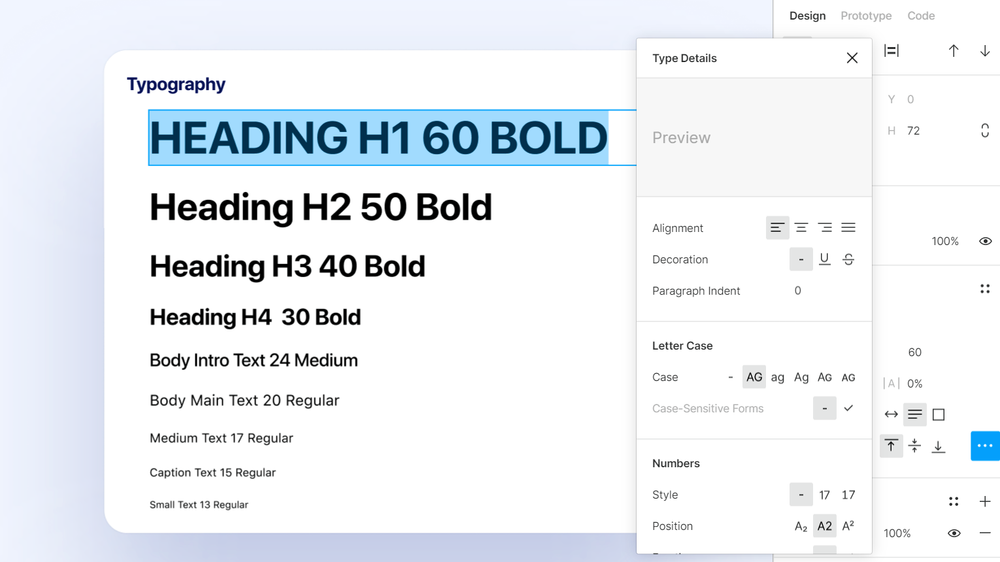 Design Prototype Code
Type Details
Typography
Y 0
HEADING H1 60 BOLD
H 72
Preview
Heading H2 50 Bold
Alignment
100%
Decoration - U S
Heading H3 40 Bold
Paragraph Indent 0
Heading H4 30 Bold
Letter Case
60
Body Intro Text 24 Medium
Case - AG ag Ag AG AG
|A| 0%
Body Main Text 20 Regular
Case-Sensitive Forms -
Medium Text 17 Regular
Numbers
Caption Text 15 Regular
Style - 17 17
Small Text 13 Regular
Position A₂ A2 A²
100%